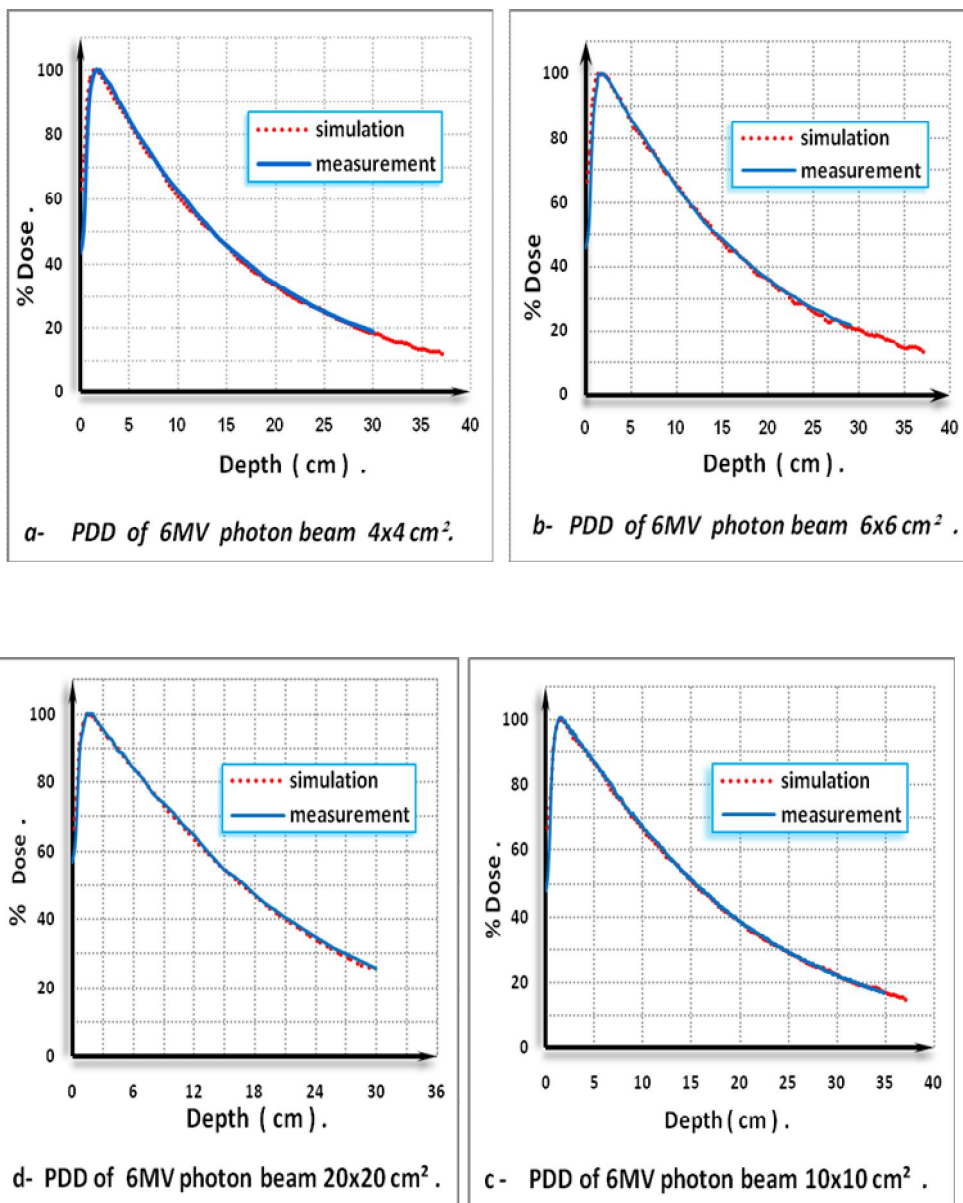 100
80
60
40
20
0
% Dose .
simulation
measurement
0 5 10 15 20 25 30 35 40
Depth ( cm ) .
a- PDD of 6MV photon beam 4x4 cm².
100
80
60
40
20
0
% Dose .
simulation
measurement
0 5 10 15 20 25 30 35 40
Depth ( cm ) .
b- PDD of 6MV photon beam 6x6 cm² .
100
80
60
40
20
0
% Dose .
simulation
measurement
0 6 12 18 24 30 36
Depth ( cm ) .
d- PDD of 6MV photon beam 20x20 cm² .
100
80
60
40
20
0
% Dose .
simulation
measurement
0 5 10 15 20 25 30 35 40
Depth ( cm ) .
c - PDD of 6MV photon beam 10x10 cm² .